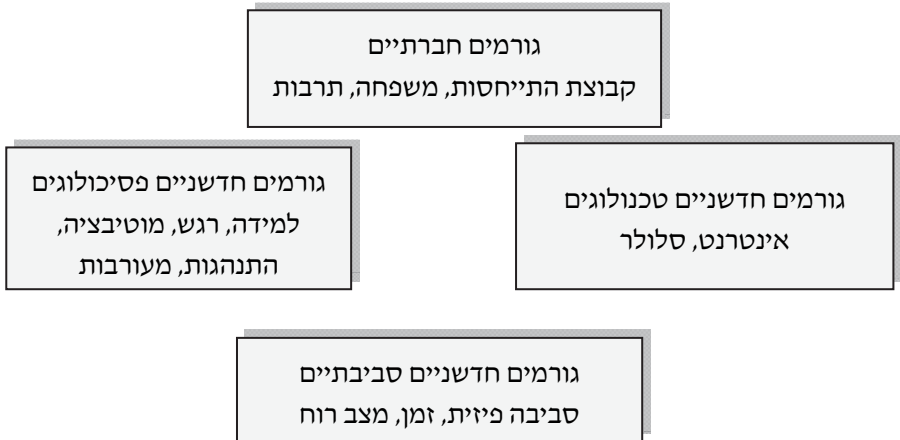 גורמים חברתיים
קבוצת התייחסות, משפחה, תרבות
גורמים חדשניים טכנולוגים
אינטרנט, סלולר
גורמים חדשניים פסיכולוגים
למידה, רגש, מוטיבציה,
התנהגות, מעורבות
גורמים חדשניים סביבתיים
סביבה פיזית, זמן, מצב רוח